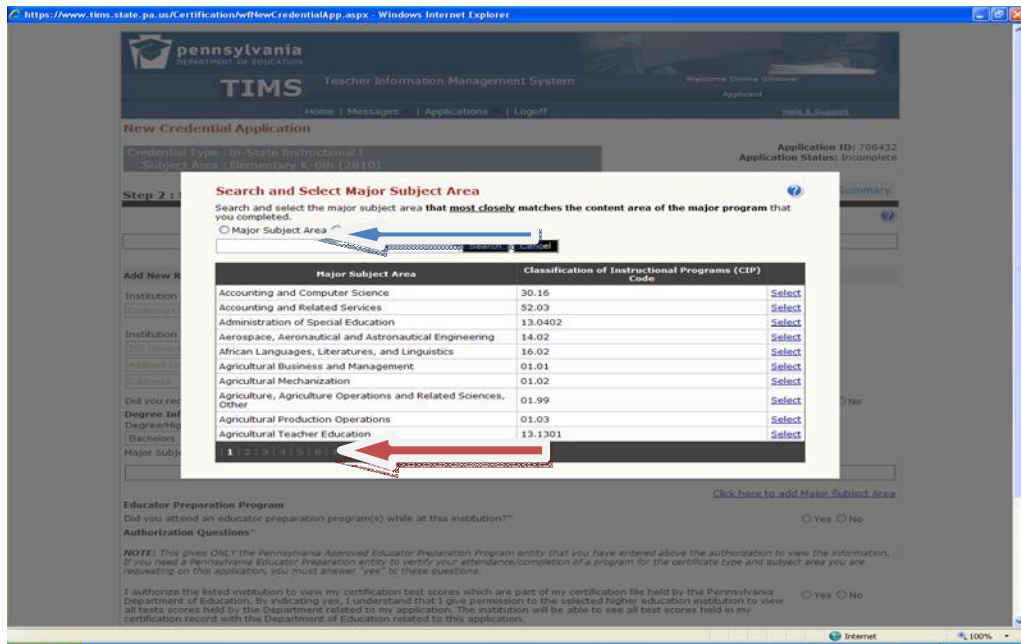 https://www.tims.state.pa.us/Certification/wfNewCredentialApp.aspx - Windows Internet Explorer
pennsylvania
DEPARTMENT OF EDUCATION
TIMS
Teacher Information Management System
Welcome Donna
Applicant
Home | Messages | Applications | Logoff
Help & Support
New Credential Application
Credential Type : In-State Instructional I
Subject Area : Elementary K-6th (2810)
Application ID: 708432
Application Status: Incomplete
Step 2 :
Summary
Search and Select Major Subject Area
Search and select the major subject area that most closely matches the content area of the major program that
you completed.
Major Subject Area
Search Cancel
Major Subject Area Classification of Instructional Programs (CIP) Code
Accounting and Computer Science 30.16 Select
Accounting and Related Services 52.03 Select
Administration of Special Education 13.0402 Select
Aerospace, Aeronautical and Astronautical Engineering 14.02 Select
African Languages, Literatures, and Linguistics 16.02 Select
Agricultural Business and Management 01.01 Select
Agricultural Mechanization 01.02 Select
Agriculture, Agriculture Operations and Related Sciences, Other 01.99 Select
Agricultural Production Operations 01.03 Select
Agricultural Teacher Education 13.1301 Select
| 1 | 2 | 3 | 4 | 5 | 6 |
Add New
Institution
Institution
California
Did you
No
Degree
Bachelors
Major
Click here to add Major Subject Area
Educator Preparation Program
Did you attend an educator preparation program(s) while at this institution?*
Yes No
Authorization Questions*
NOTE: This gives ONLY the Pennsylvania Approved Educator Preparation Program entity that you have entered above the authorization to view the information.
If you need a Pennsylvania Educator Preparation entity to verify your attendance/completion of a program for the certificate type and subject area you are
requesting on this application, you must answer "yes" to these questions.
I authorize the listed institution to view my certification test scores which are part of my certification file held by the Pennsylvania
Department of Education. By indicating yes, I understand that I give permission to the selected higher education institution to view
all tests scores held by the Department related to my application. The institution will be able to see all test scores held in my
certification record with the Department of Education related to this application.
Yes No
Internet
100%